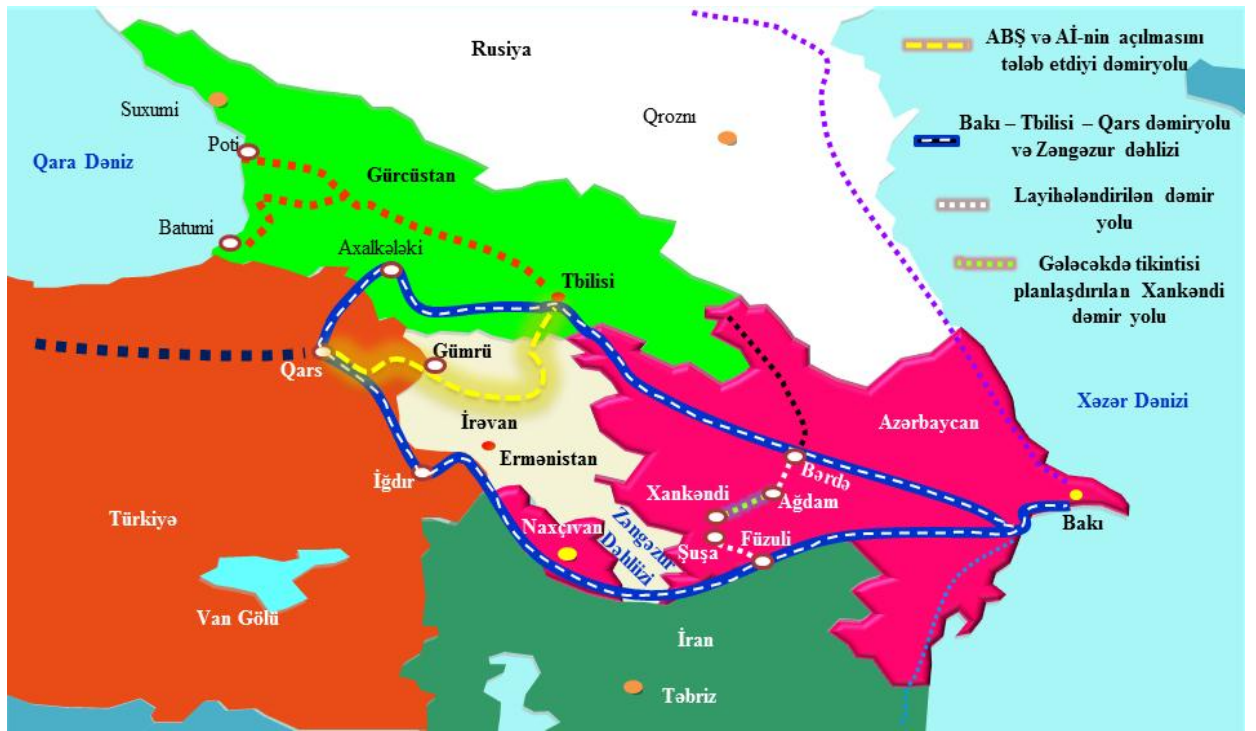 Rusiya
Suxumi
Poti
Qroznı
Qara Dəniz
Gürcüstan
Batumi
Axalkələki
Tbilisi
Gümrü
Qars
İrəvan
Ermənistan
İğdır
Azərbaycan
Xəzər Dənizi
Bərdə
Xankəndi
Ağdam
Bakı
Türkiyə
Naxçıvan
Zəngəzur
Dəhliizi
Şuşa
Füzuli
Van Gölü
İran
Təbriz
ABŞ və Aİ-nin açılmasını
tələb etdiyi dəmiryolu
Bakı – Tbilisi – Qars dəmiryolu
və Zəngəzur dəhlizi
Layihələndirilən dəmir
yolu
Gələcəkdə tikintisi
planlaşdırılan Xankəndi
dəmir yolu